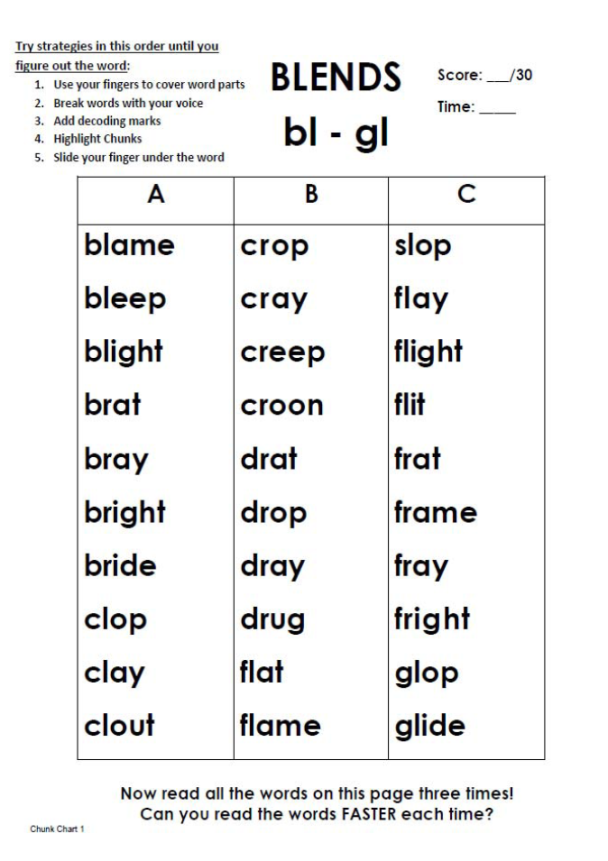 Try strategies in this order until you
figure out the word:
1. Use your fingers to cover word parts
2. Break words with your voice
3. Add decoding marks
4. Highlight Chunks
5. Slide your finger under the word
BLENDS
bl - gl
Score: ___/30
Time: _____
A B C
blame crop slop
bleep cray flay
blight creep flight
brat croon flit
bray drat frat
bright drop frame
bride dray fray
clop drug fright
clay flat glop
clout flame glide
Now read all the words on this page three times!
Can you read the words FASTER each time?
Chunk Chart 1